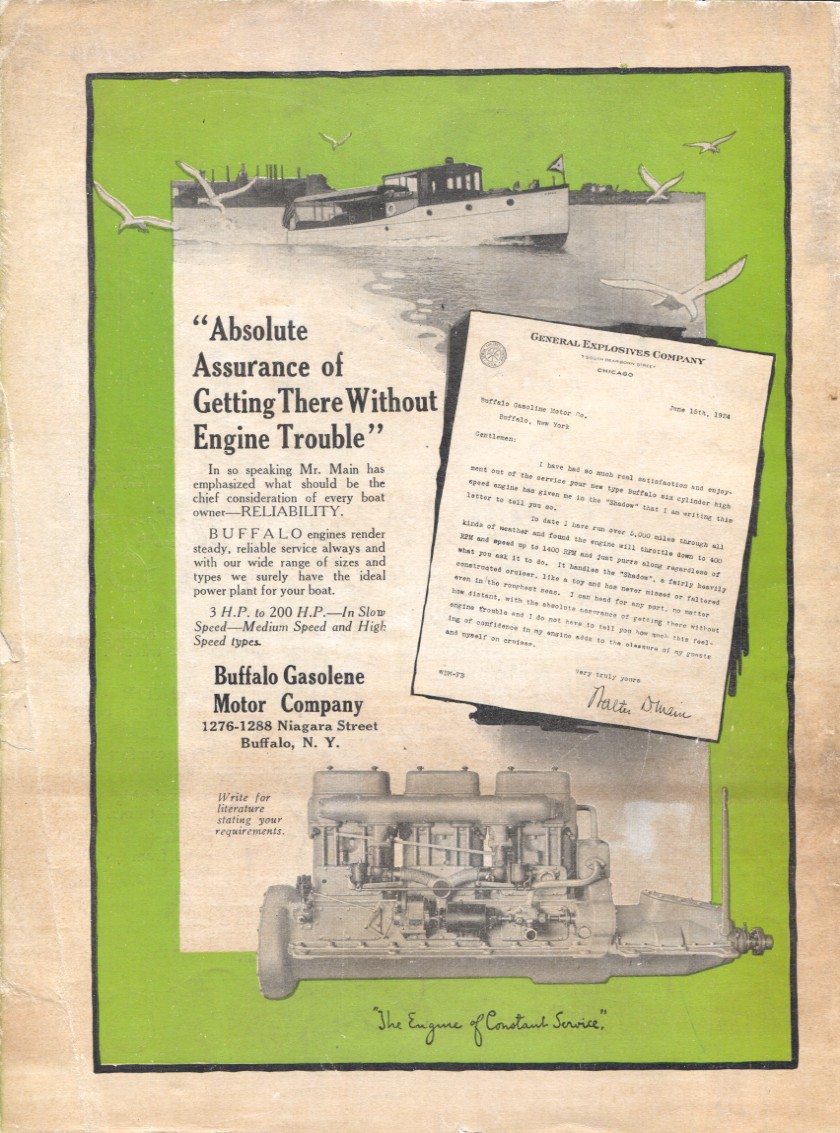 "Absolute
Assurance of
Getting There Without
Engine Trouble"
In so speaking Mr. Main has
emphasized what should be the
chief consideration of every boat
owner—RELIABILITY.
BUFFALO engines render
steady, reliable service always and
with our wide range of sizes and
types we surely have the ideal
power plant for your boat.
3 H.P. to 200 H.P.—In Slow
Speed—Medium Speed and High
Speed types.
Buffalo Gasolene
Motor Company
1276-1288 Niagara Street
Buffalo, N. Y.
Write for
literature
stating your
requirements.
GENERAL EXPLOSIVES COMPANY
CHICAGO
June 16th, 1924
Buffalo Gasoline Motor Co.
Buffalo, New York
Gentlemen:
I have had so much real satisfaction and enjoy-
ment out of the service your new type Buffalo six cylinder high
speed engine has given me in the "Shadow" that I am writing this
letter to tell you so.
To date I have run over 5,000 miles through all
kinds of weather and found the engine will throttle down to 400
RPM and speed up to 1400 RPM and just purrs along regardless of
what you ask it to do. It handles the "Shadow", a fairly heavily
constructed cruiser, like a toy and has never missed or faltered
even in the roughest seas. I can head for any port, no matter
how distant, with the absolute assurance of getting there without
engine trouble and I do not have to tell you how much this feel-
ing of confidence in my engine adds to the pleasure of my guests
and myself on cruises.
Very truly yours
WDM-FB
Walter D Main
"The Engine of Constant Service."